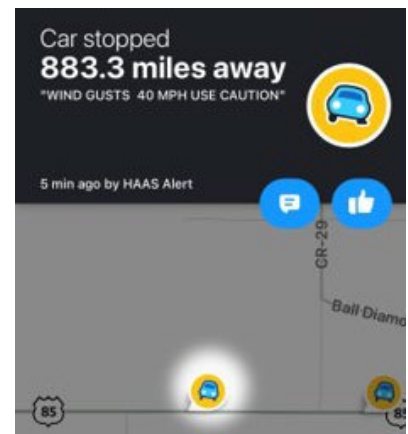 Car stopped
883.3 miles away
"WIND GUSTS 40 MPH USE CAUTION"
5 min ago by HAAS Alert
CR-29
Ball Diamo
85
85